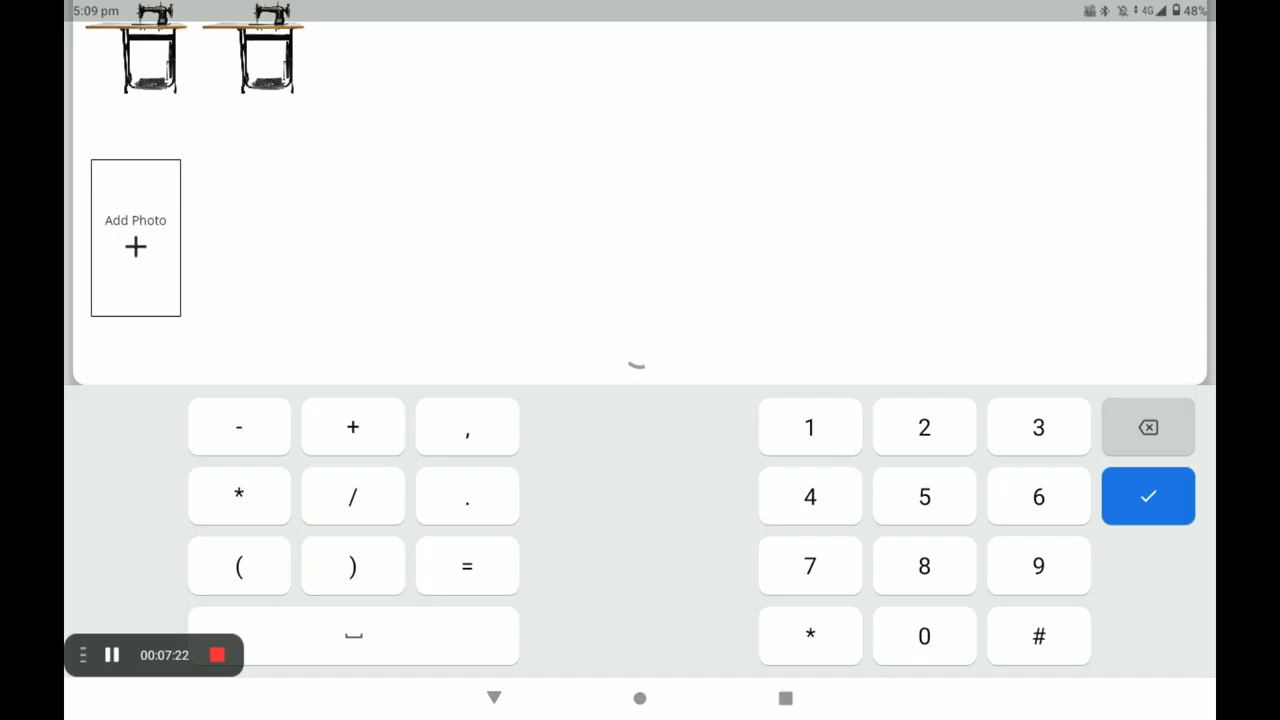 5:09 pm 4G 48%
Add Photo
+
- + , 1 2 3
* / . 4 5 6
( ) = 7 8 9
* 0 #
00:07:22